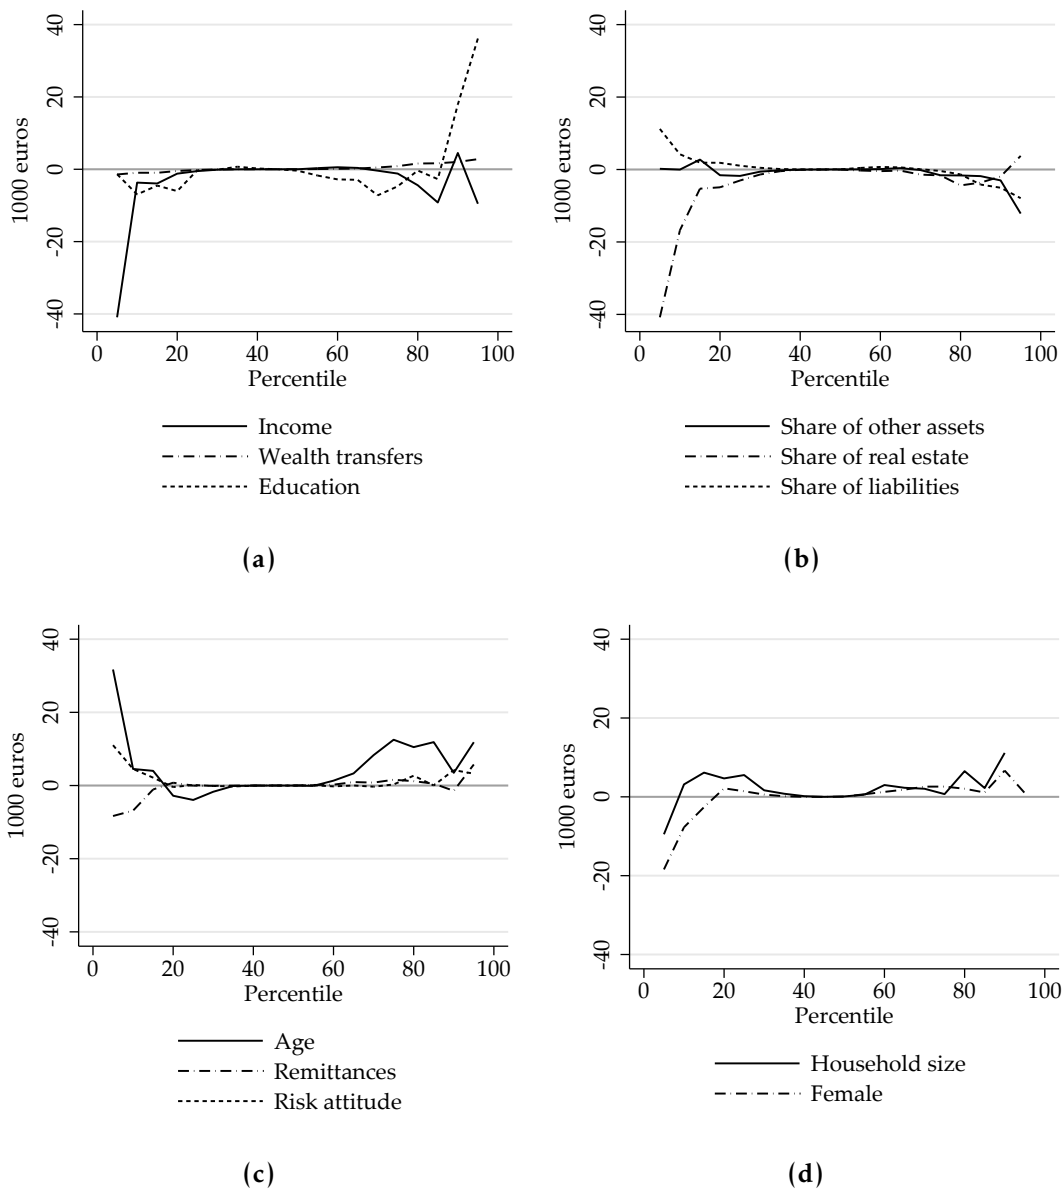 40
20
0
-20
-40
1000 euros
0 20 40 60 80 100
Percentile
Income
Wealth transfers
Education
(a)
40
20
0
-20
-40
1000 euros
0 20 40 60 80 100
Percentile
Share of other assets
Share of real estate
Share of liabilities
(b)
40
20
0
-20
-40
1000 euros
0 20 40 60 80 100
Percentile
Age
Remittances
Risk attitude
(c)
40
20
0
-20
-40
1000 euros
0 20 40 60 80 100
Percentile
Household size
Female
(d)